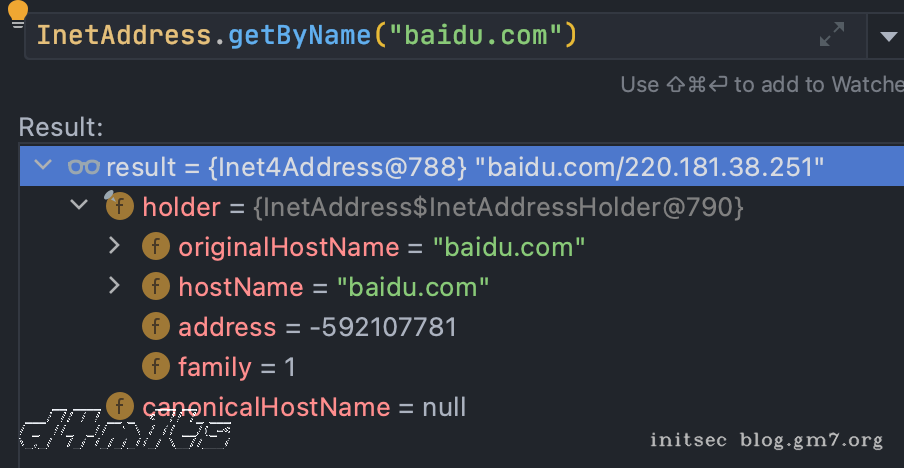 InetAddress.getByName("baidu.com")
Use ⇧⌘⏎ to add to Watche
Result:
result = {Inet4Address@788} "baidu.com/220.181.38.251"
f holder = {InetAddress$InetAddressHolder@790}
f originalHostName = "baidu.com"
f hostName = "baidu.com"
f address = -592107781
f family = 1
f canonicalHostName = null
initsec blog.gm7.org